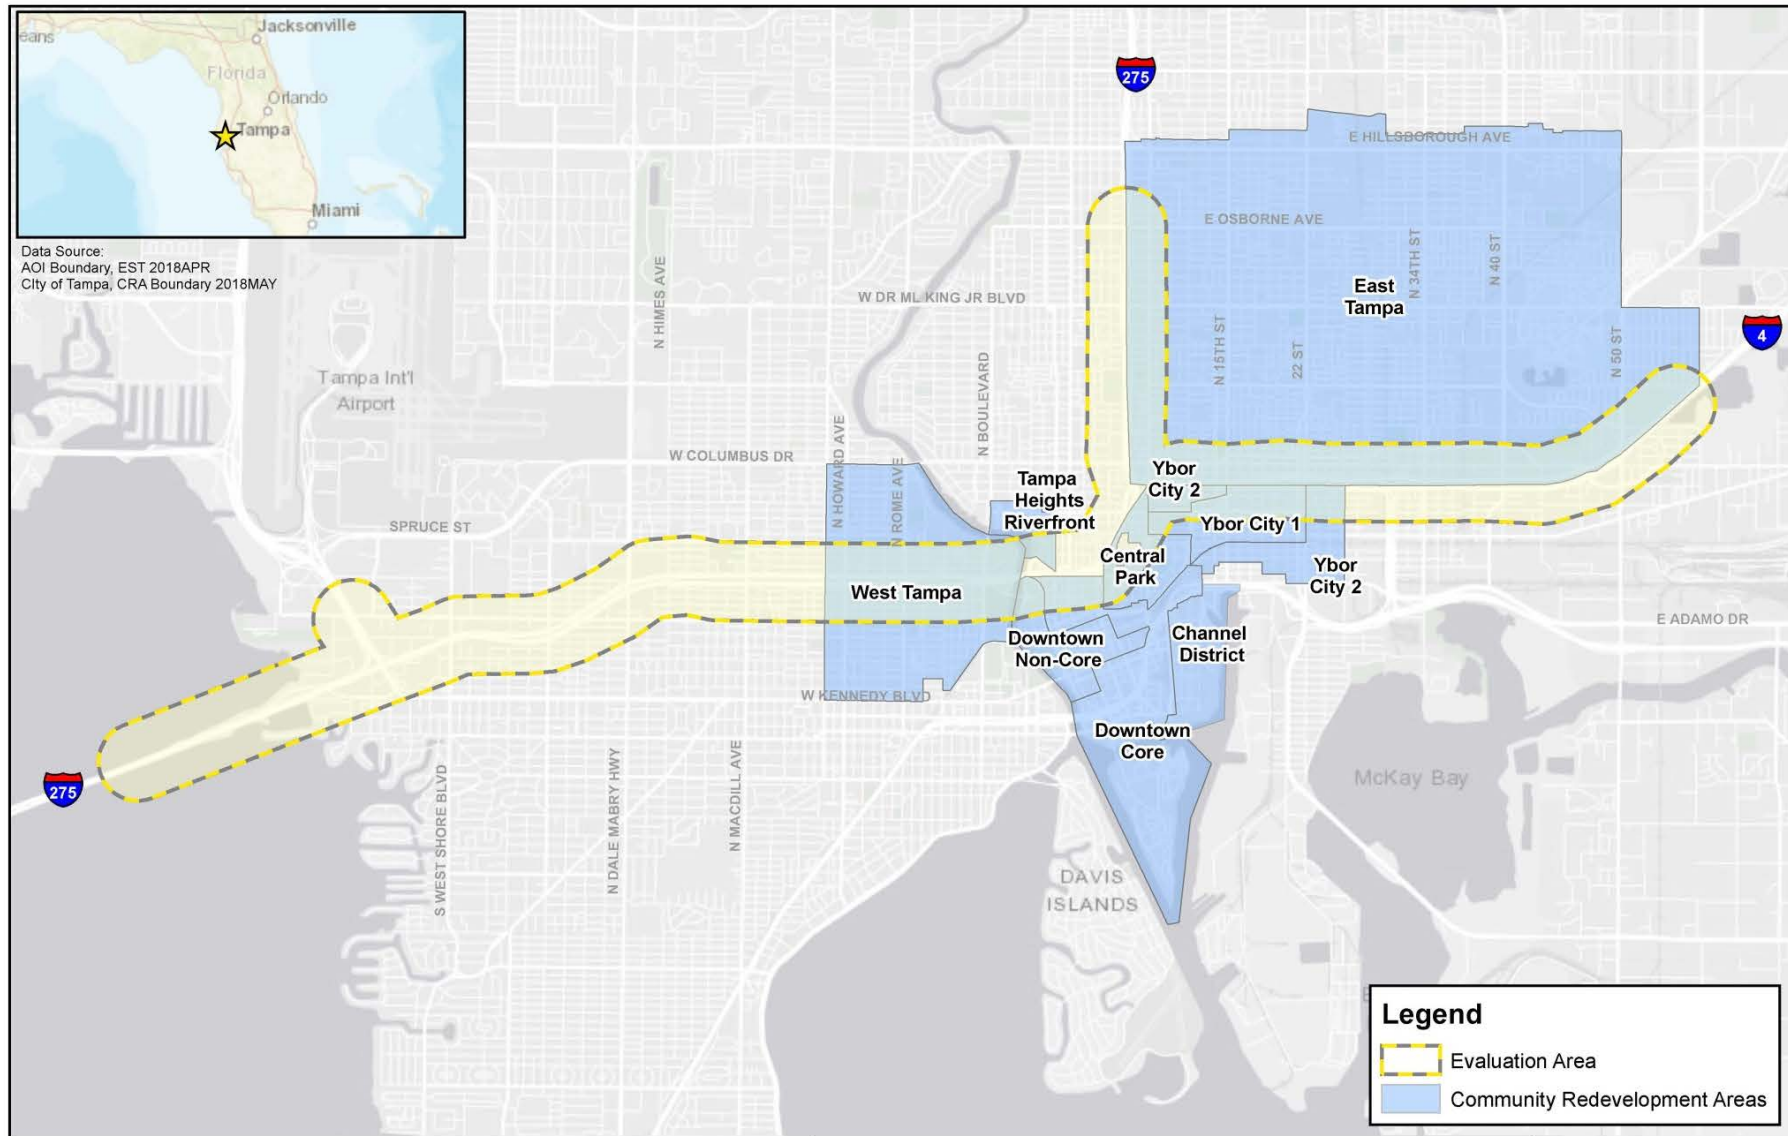 eans
Jacksonville
Florida
Orlando
Tampa
Miami
Data Source:
AOI Boundary, EST 2018APR
CIty of Tampa, CRA Boundary 2018MAY
275
E HILLSBOROUGH AVE
E OSBORNE AVE
N 34TH ST
N 40 ST
East
Tampa
N HIMES AVE
W DR ML KING JR BLVD
4
N 15TH ST
22 ST
N 50 ST
Tampa Int'l
Airport
N BOULEVARD
W COLUMBUS DR
N HOWARD AVE
N ROME AVE
Tampa
Heights
Riverfront
Ybor
City 2
SPRUCE ST
Ybor City 1
Central
Park
Ybor
City 2
West Tampa
E ADAMO DR
Downtown
Non-Core
Channel
District
W KENNEDY BLVD
Downtown
Core
275
S WEST SHORE BLVD
N DALE MABRY HWY
N MACDILL AVE
McKay Bay
DAVIS
ISLANDS
Legend
Evaluation Area
Community Redevelopment Areas